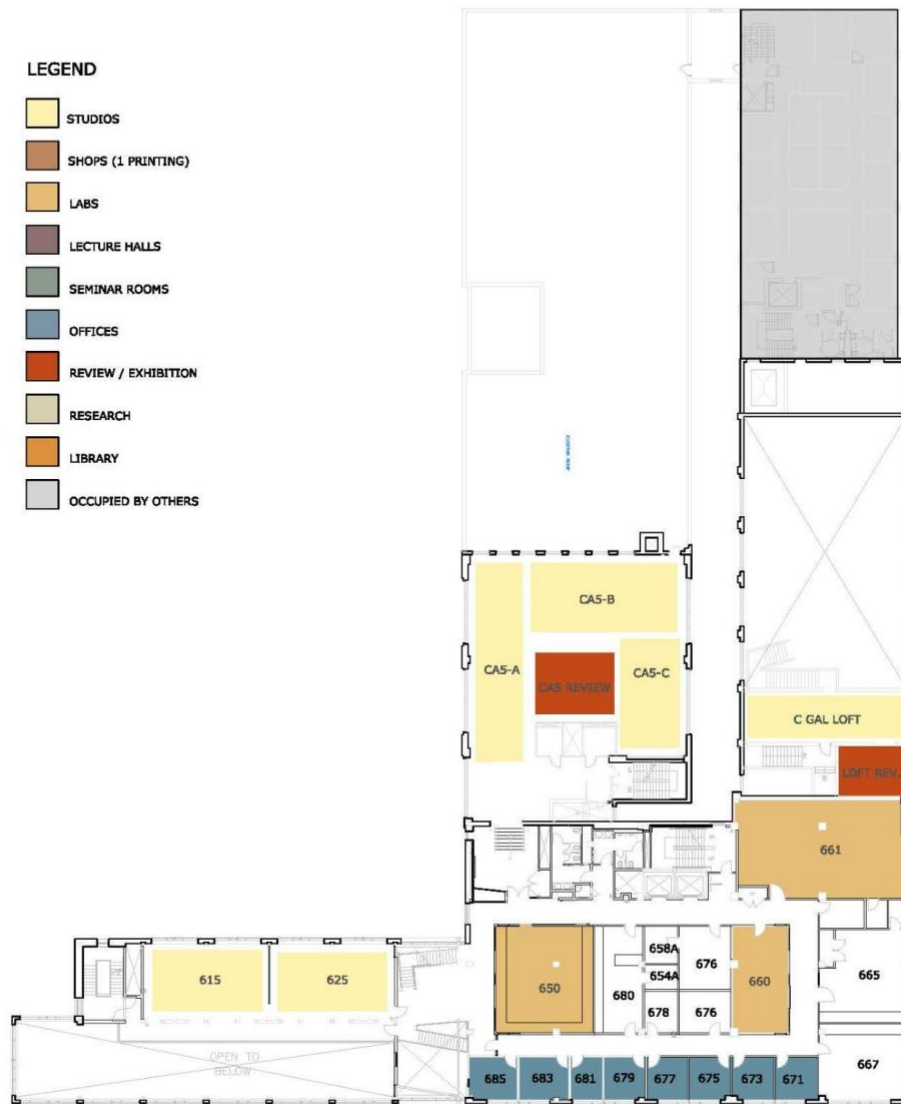 LEGEND
STUDIOS
SHOPS (1 PRINTING)
LABS
LECTURE HALLS
SEMINAR ROOMS
OFFICES
REVIEW / EXHIBITION
RESEARCH
LIBRARY
OCCUPIED BY OTHERS
CA5-B
CA5-A
CA5 REVIEW
CA5-C
C GAL LOFT
LOFT REV.
661
615
625
650
680
658A
654A
678
676
676
660
665
667
OPEN TO
BELOW
685
683
681
679
677
675
673
671